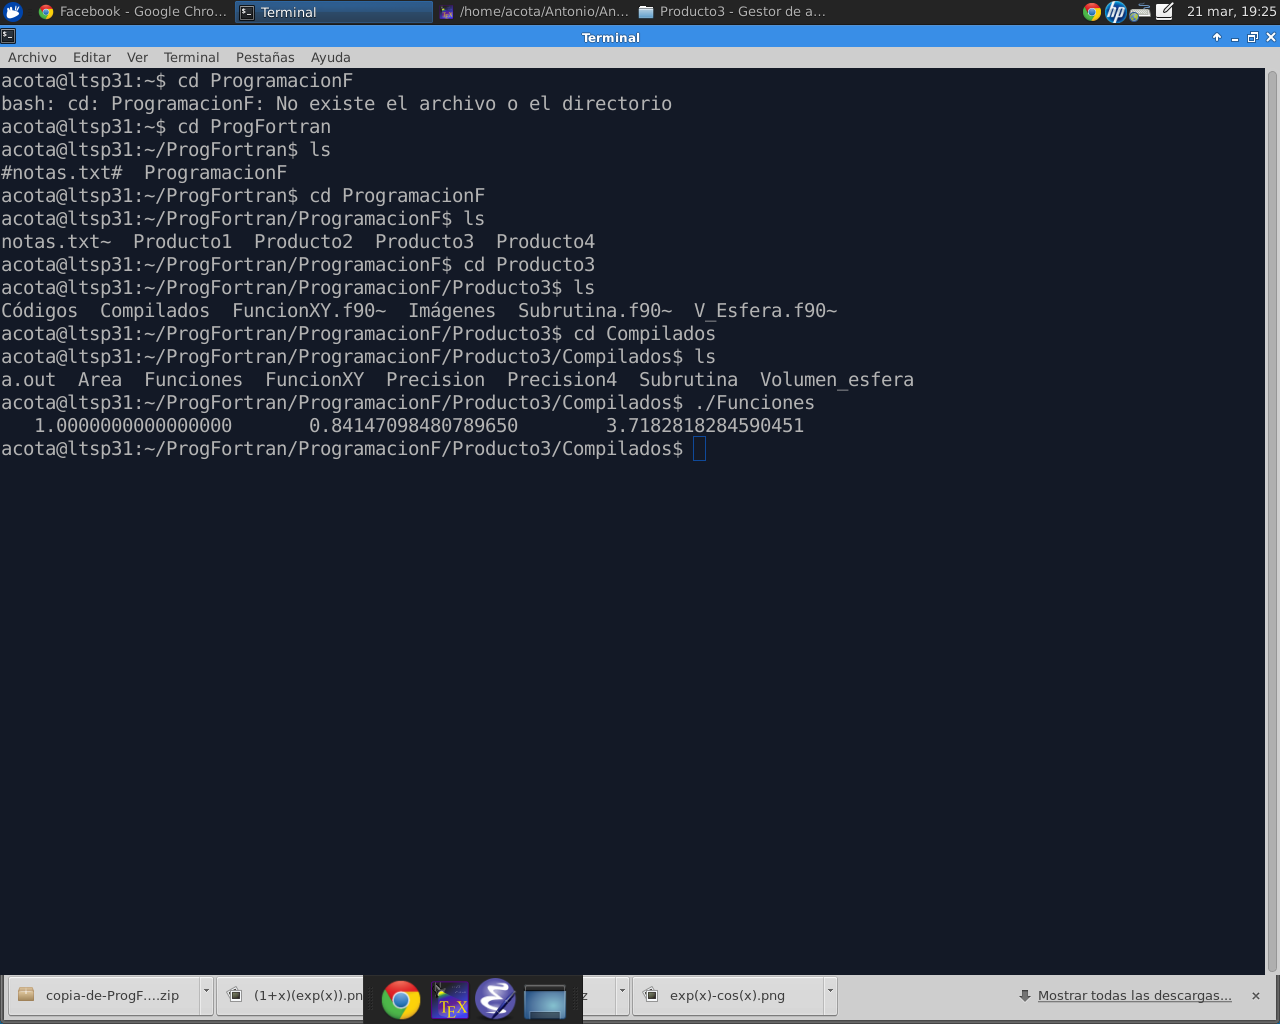 Facebook - Google Chro...
Terminal
/home/acota/Antonio/An...
Producto3 - Gestor de a...
hp
21 mar, 19:25
Terminal
Archivo Editar Ver Terminal Pestañas Ayuda
acota@ltsp31:~$ cd ProgramacionF
bash: cd: ProgramacionF: No existe el archivo o el directorio
acota@ltsp31:~$ cd ProgFortran
acota@ltsp31:~/ProgFortran$ ls
#notas.txt#  ProgramacionF
acota@ltsp31:~/ProgFortran$ cd ProgramacionF
acota@ltsp31:~/ProgFortran/ProgramacionF$ ls
notas.txt~  Producto1  Producto2  Producto3  Producto4
acota@ltsp31:~/ProgFortran/ProgramacionF$ cd Producto3
acota@ltsp31:~/ProgFortran/ProgramacionF/Producto3$ ls
Códigos  Compilados  FuncionXY.f90~  Imágenes  Subrutina.f90~  V_Esfera.f90~
acota@ltsp31:~/ProgFortran/ProgramacionF/Producto3$ cd Compilados
acota@ltsp31:~/ProgFortran/ProgramacionF/Producto3/Compilados$ ls
a.out  Area  Funciones  FuncionXY  Precision  Precision4  Subrutina  Volumen_esfera
acota@ltsp31:~/ProgFortran/ProgramacionF/Producto3/Compilados$ ./Funciones
   1.0000000000000000       0.84147098480789650        3.7182818284590451
acota@ltsp31:~/ProgFortran/ProgramacionF/Producto3/Compilados$
copia-de-ProgF....zip
(1+x)(exp(x)).pn
TEX
z
exp(x)-cos(x).png
Mostrar todas las descargas...